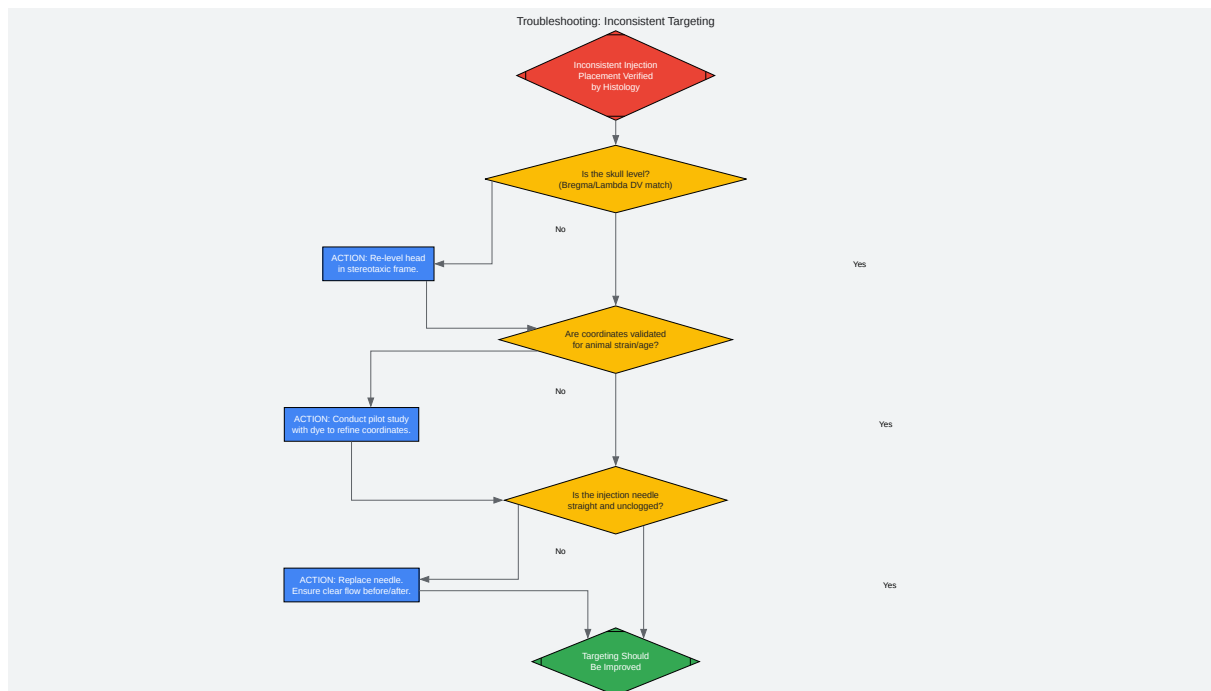 Troubleshooting: Inconsistent Targeting
Inconsistent Injection
Placement Verified
by Histology
Is the skull level?
(Bregma/Lambda DV match)
No
ACTION: Re-level head
in stereotaxic frame.
Yes
Are coordinates validated
for animal strain/age?
No
ACTION: Conduct pilot study
with dye to refine coordinates.
Yes
Is the injection needle
straight and unclogged?
No
ACTION: Replace needle.
Ensure clear flow before/after.
Yes
Targeting Should
Be Improved